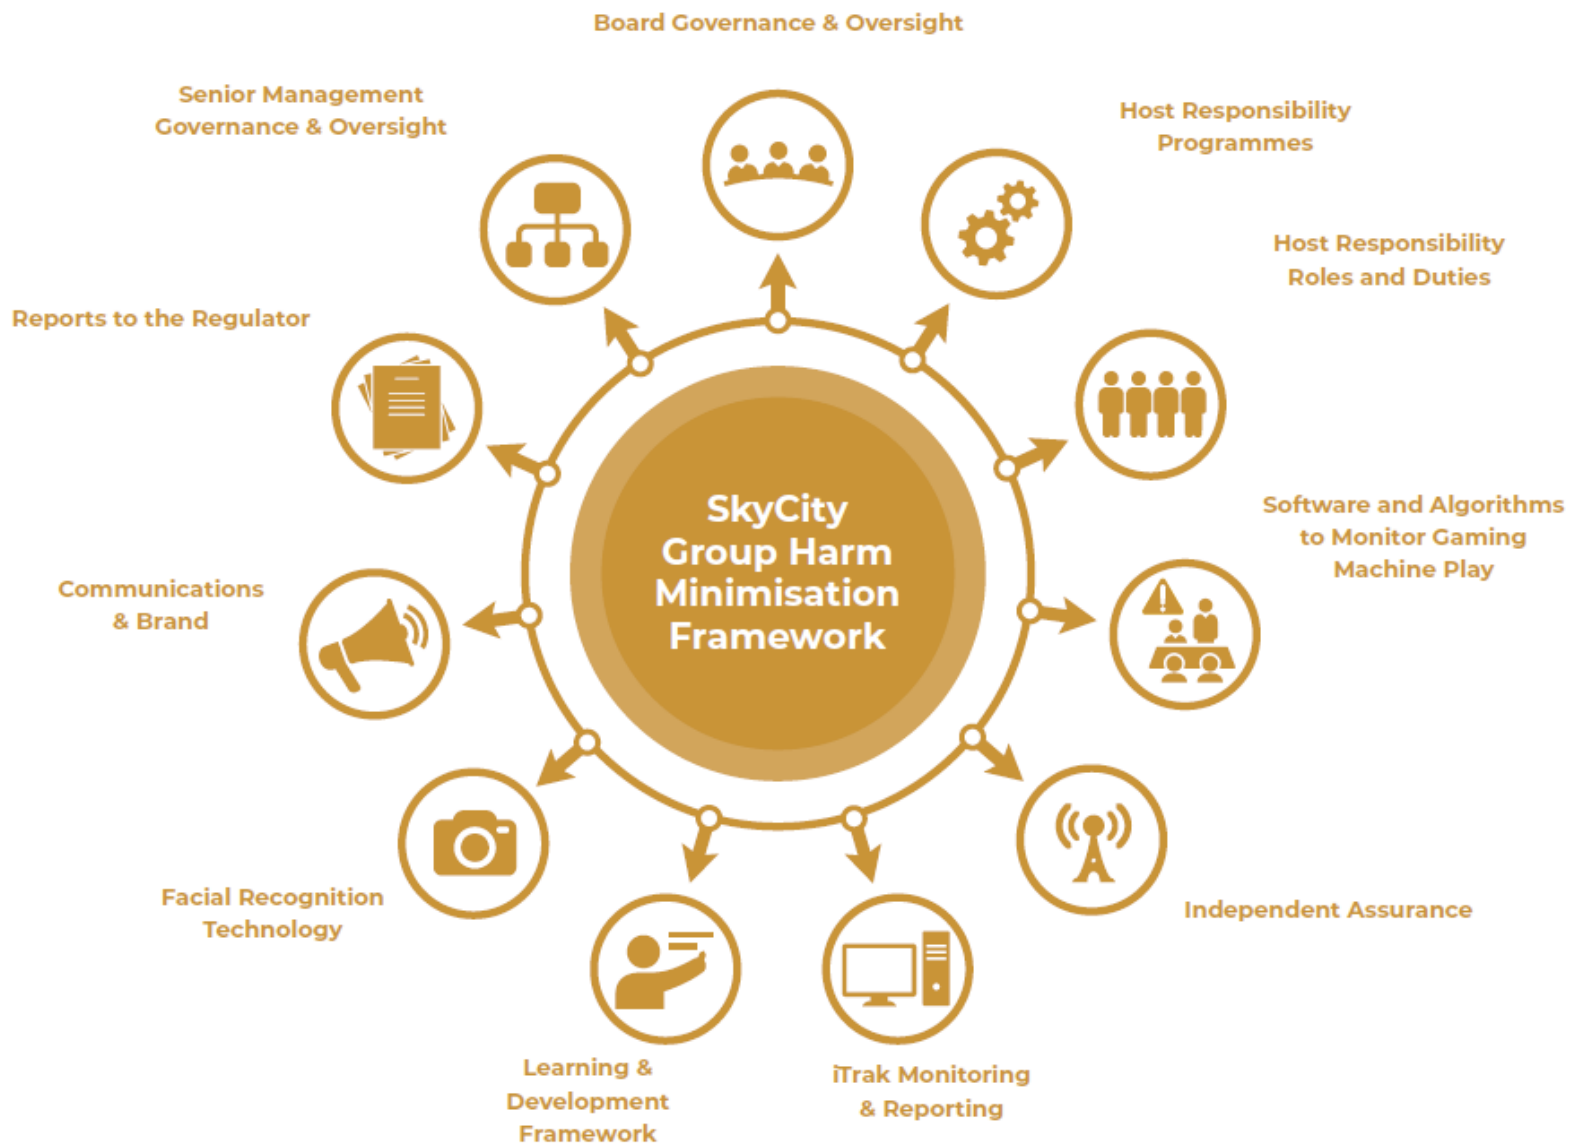 Board Governance & Oversight
Senior Management
Governance & Oversight
Host Responsibility
Programmes
Host Responsibility
Roles and Duties
Reports to the Regulator
SkyCity
Group Harm
Minimisation
Framework
Software and Algorithms
to Monitor Gaming
Machine Play
Communications
& Brand
Facial Recognition
Technology
Independent Assurance
Learning &
Development
Framework
iTrak Monitoring
& Reporting